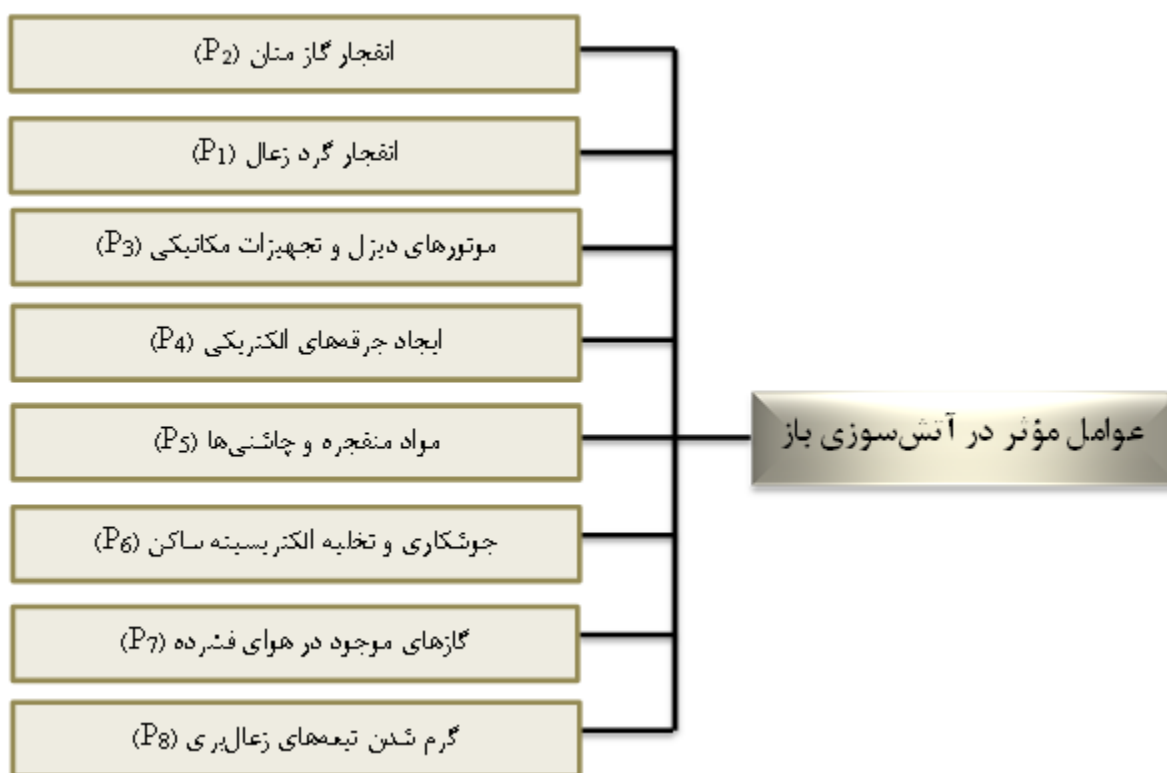 عوامل مؤثر در آتش‌سوزی باز
انفجار گاز متان (P2)
انفجار گرد زغال (P1)
موتورهای دیزل و تجهیزات مکانیکی (P3)
ایجاد جرقه‌های الکتریکی (P4)
مواد منفجره و چاشنی‌ها (P5)
جوشکاری و تخلیه الکتریسیته ساکن (P6)
گازهای موجود در هوای فشرده (P7)
گرم شدن تیغه‌های زغال‌بری (P8)